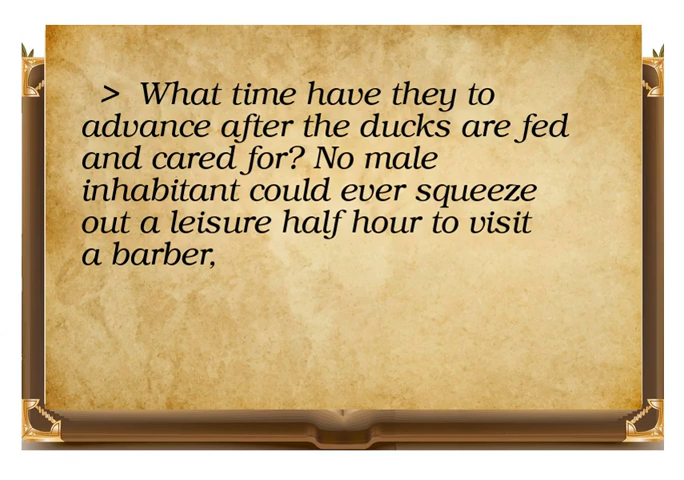 > What time have they to
advance after the ducks are fed
and cared for? No male
inhabitant could ever squeeze
out a leisure half hour to visit
a barber,